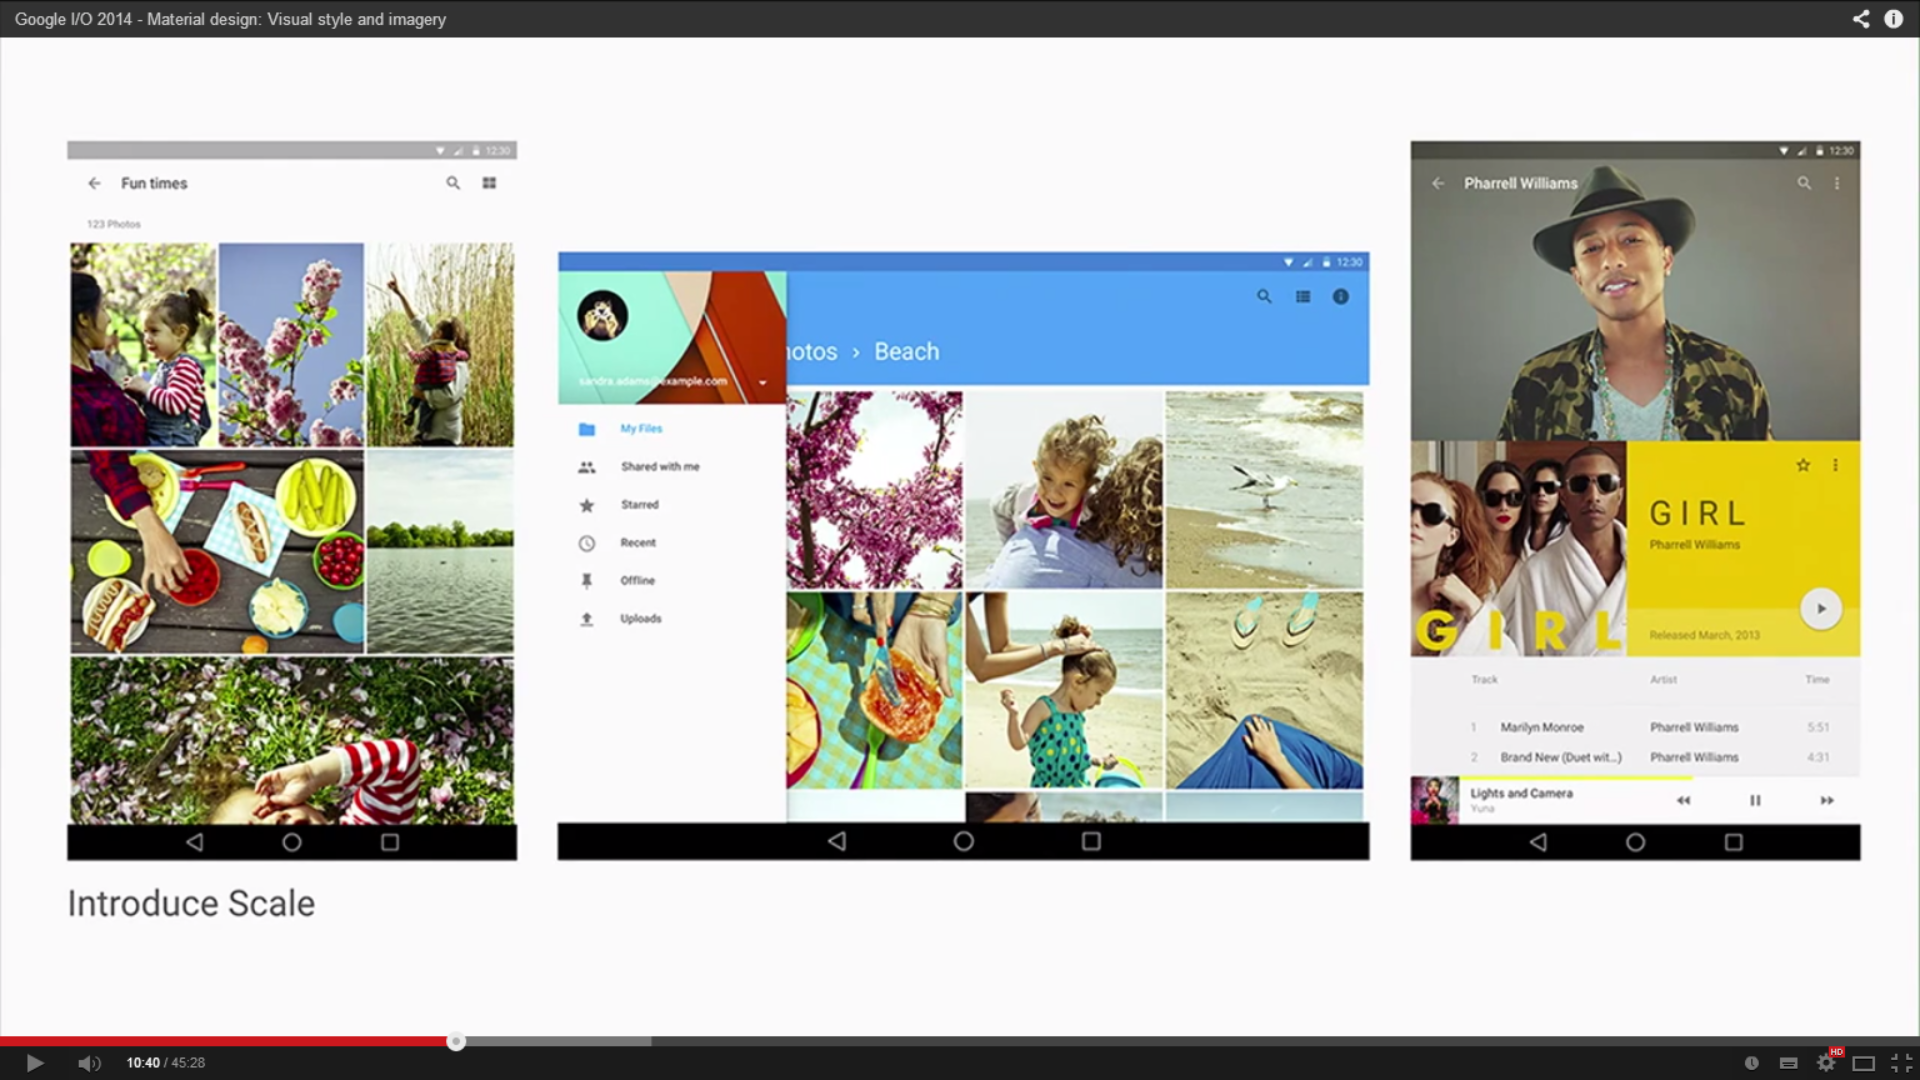 Google I/O 2014 - Material design: Visual style and imagery
12:30
Fun times
123 Photos
12:30
hotos › Beach
sandra.adams@example.com
My Files
Shared with me
Starred
Recent
Offline
Uploads
12:30
Pharrell Williams
GIRL
Pharrell Williams
GIRL
Released March, 2013
Track Artist Time
1 Marilyn Monroe Pharrell Williams 5:51
2 Brand New (Duet wit...) Pharrell Williams 4:31
Lights and Camera
Yuna
Introduce Scale
10:40 / 45:28
HD